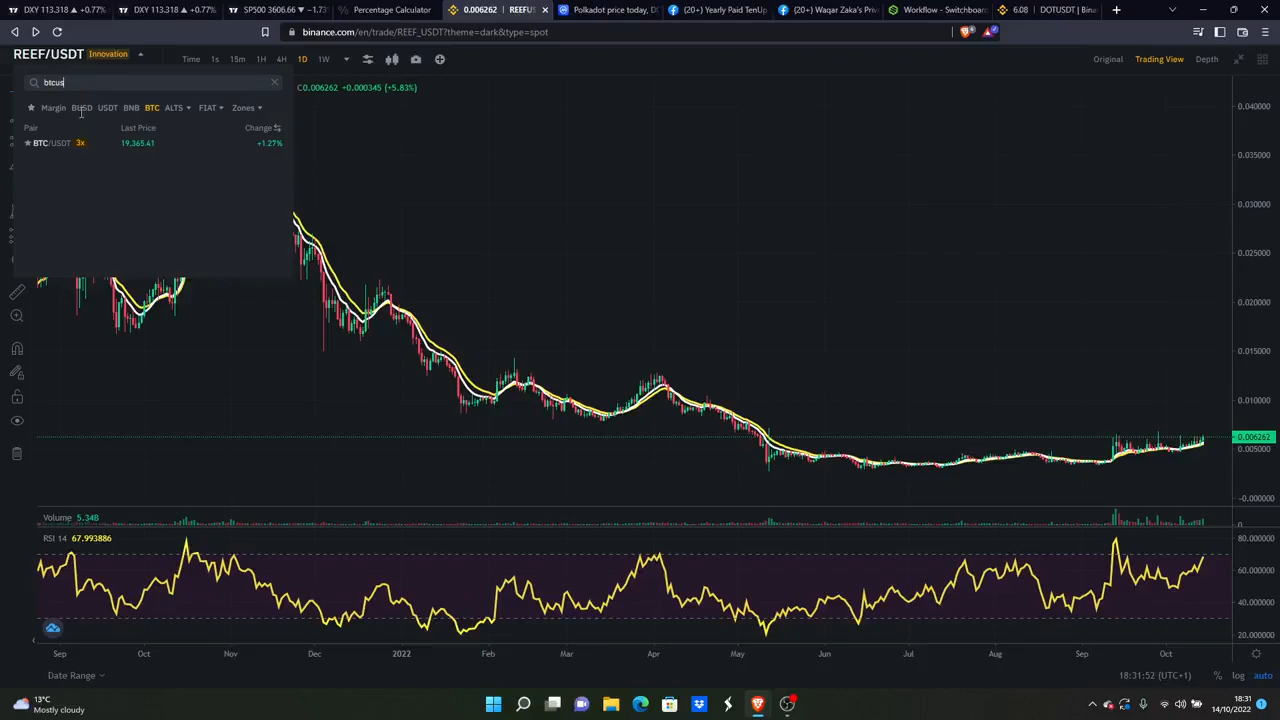 DXY 113.318 ▲ +0.77%
DXY 113.318 ▲ +0.77%
SP500 3606.66 ▼ −1.73%
Percentage Calculator
0.006262 | REEFUS
Polkadot price today, DO
(20+) Yearly Paid TenUp
(20+) Waqar Zaka's Priv
Workflow - Switchboard
6.08 | DOTUSDT | Bina
binance.com/en/trade/REEF_USDT?theme=dark&type=spot
REEF/USDT Innovation
Time 1s 15m 1H 4H 1D 1W
Original Trading View Depth
btcus
C0.006262 +0.000345 (+5.83%)
Margin BUSD USDT BNB BTC ALTS FIAT Zones
Pair Last Price Change
BTC/USDT 3x 19,365.41 +1.27%
0.040000
0.035000
0.030000
0.025000
0.020000
0.015000
0.010000
0.006262
0.005000
-0.000000
Volume 5.34B
0
RSI 14 67.993886
80.000000
60.000000
40.000000
20.000000
Sep Oct Nov Dec 2022 Feb Mar Apr May Jun Jul Aug Sep Oct
Date Range
18:31:52 (UTC+1) % log auto
13°C
Mostly cloudy
18:31
14/10/2022